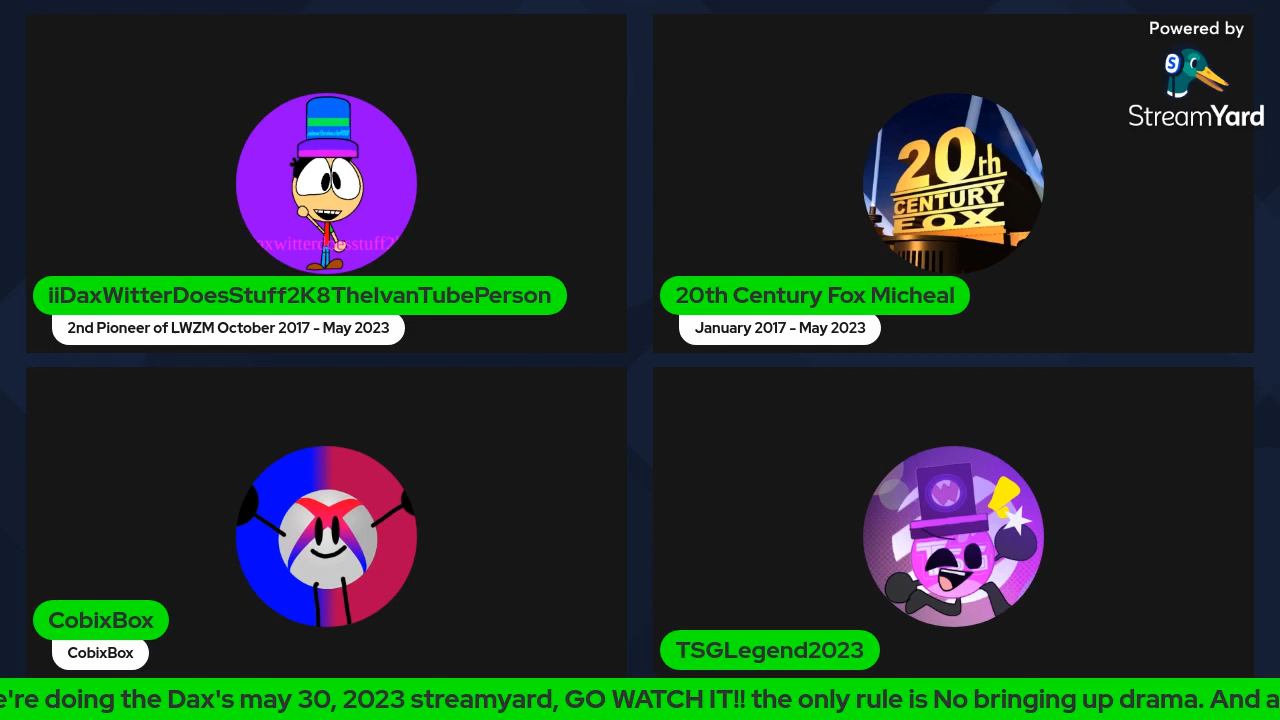 Powered by
StreamYard
20th
CENTURY
FOX
iiDaxWitterDoesStuff2K8TheIvanTubePerson
2nd Pioneer of LWZM October 2017 - May 2023
20th Century Fox Micheal
January 2017 - May 2023
CobixBox
CobixBox
TSG
TSGLegend2023
e're doing the Dax's may 30, 2023 streamyard, GO WATCH IT!! the only rule is No bringing up drama. And a